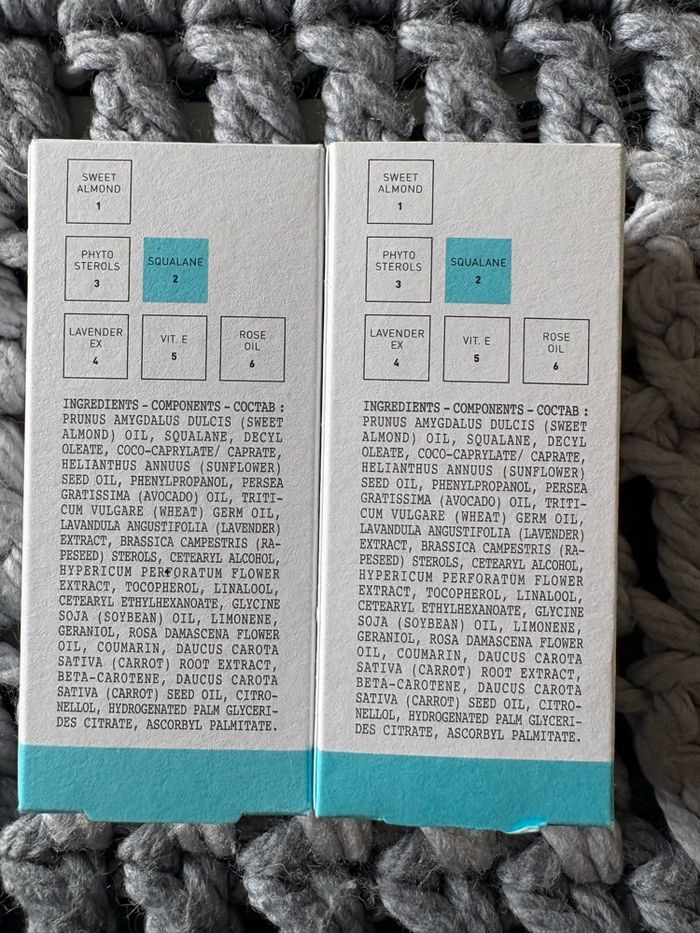 SWEET
ALMOND
1
PHYTO
STEROLS
3
SQUALANE
2
LAVENDER
EX
4
VIT. E
5
ROSE
OIL
6
INGREDIENTS – COMPONENTS – COCTAB :
PRUNUS AMYGDALUS DULCIS (SWEET
ALMOND) OIL, SQUALANE, DECYL
OLEATE, COCO-CAPRYLATE/ CAPRATE,
HELIANTHUS ANNUUS (SUNFLOWER)
SEED OIL, PHENYLPROPANOL, PERSEA
GRATISSIMA (AVOCADO) OIL, TRITI-
CUM VULGARE (WHEAT) GERM OIL,
LAVANDULA ANGUSTIFOLIA (LAVENDER)
EXTRACT, BRASSICA CAMPESTRIS (RA-
PESEED) STEROLS, CETEARYL ALCOHOL,
HYPERICUM PERFORATUM FLOWER
EXTRACT, TOCOPHEROL, LINALOOL,
CETEARYL ETHYLHEXANOATE, GLYCINE
SOJA (SOYBEAN) OIL, LIMONENE,
GERANIOL, ROSA DAMASCENA FLOWER
OIL, COUMARIN, DAUCUS CAROTA
SATIVA (CARROT) ROOT EXTRACT,
BETA-CAROTENE, DAUCUS CAROTA
SATIVA (CARROT) SEED OIL, CITRO-
NELLOL, HYDROGENATED PALM GLYCERI-
DES CITRATE, ASCORBYL PALMITATE.
SWEET
ALMOND
1
PHYTO
STEROLS
3
SQUALANE
2
LAVENDER
EX
4
VIT. E
5
ROSE
OIL
6
INGREDIENTS – COMPONENTS – COCTAB :
PRUNUS AMYGDALUS DULCIS (SWEET
ALMOND) OIL, SQUALANE, DECYL
OLEATE, COCO-CAPRYLATE/ CAPRATE,
HELIANTHUS ANNUUS (SUNFLOWER)
SEED OIL, PHENYLPROPANOL, PERSEA
GRATISSIMA (AVOCADO) OIL, TRITI-
CUM VULGARE (WHEAT) GERM OIL,
LAVANDULA ANGUSTIFOLIA (LAVENDER)
EXTRACT, BRASSICA CAMPESTRIS (RA-
PESEED) STEROLS, CETEARYL ALCOHOL,
HYPERICUM PERFORATUM FLOWER
EXTRACT, TOCOPHEROL, LINALOOL,
CETEARYL ETHYLHEXANOATE, GLYCINE
SOJA (SOYBEAN) OIL, LIMONENE,
GERANIOL, ROSA DAMASCENA FLOWER
OIL, COUMARIN, DAUCUS CAROTA
SATIVA (CARROT) ROOT EXTRACT,
BETA-CAROTENE, DAUCUS CAROTA
SATIVA (CARROT) SEED OIL, CITRO-
NELLOL, HYDROGENATED PALM GLYCERI-
DES CITRATE, ASCORBYL PALMITATE.